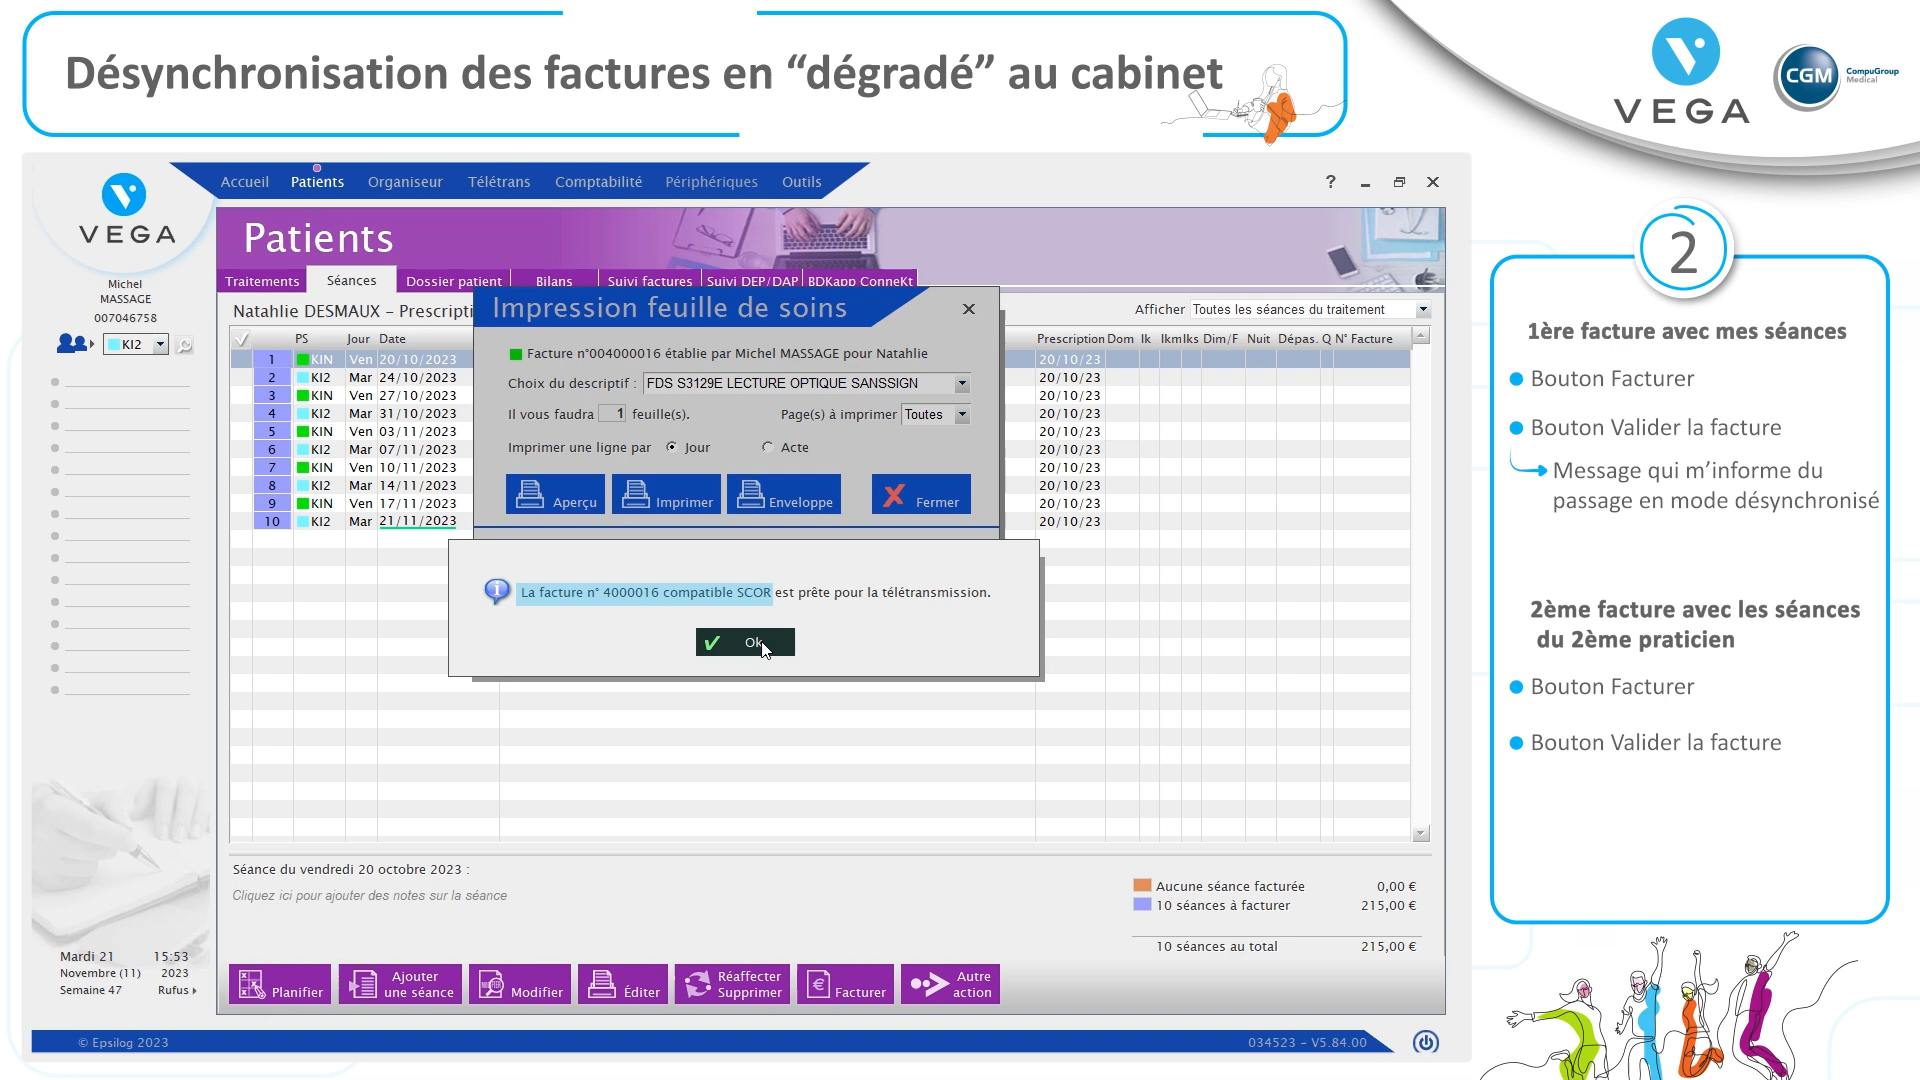 Désynchronisation des factures en “dégradé” au cabinet
VEGA
CGM
CompuGroup
Medical
VEGA
Accueil Patients Organiseur Télétrans Comptabilité Périphériques Outils
?
Patients
Traitements Séances Dossier patient Bilans Suivi factures Suivi DEP/DAP BDKapp ConneKt
Michel
MASSAGE
007046758
KI2
Natahlie DESMAUX – Prescripti
Afficher Toutes les séances du traitement
PS Jour Date Prescription Dom Ik Ikm Iks Dim/F Nuit Dépas. Q N° Facture
1 KIN Ven 20/10/2023 20/10/23
2 KI2 Mar 24/10/2023 20/10/23
3 KIN Ven 27/10/2023 20/10/23
4 KI2 Mar 31/10/2023 20/10/23
5 KIN Ven 03/11/2023 20/10/23
6 KI2 Mar 07/11/2023 20/10/23
7 KIN Ven 10/11/2023 20/10/23
8 KI2 Mar 14/11/2023 20/10/23
9 KIN Ven 17/11/2023 20/10/23
10 KI2 Mar 21/11/2023 20/10/23
Impression feuille de soins
Facture n°004000016 établie par Michel MASSAGE pour Natahlie
Choix du descriptif : FDS S3129E LECTURE OPTIQUE SANSSIGN
Il vous faudra 1 feuille(s). Page(s) à imprimer Toutes
Imprimer une ligne par Jour Acte
Aperçu Imprimer Enveloppe Fermer
La facture n° 4000016 compatible SCOR est prête pour la télétransmission.
Ok
Séance du vendredi 20 octobre 2023 :
Cliquez ici pour ajouter des notes sur la séance
Aucune séance facturée 0,00 €
10 séances à facturer 215,00 €
10 séances au total 215,00 €
Mardi 21 15:53
Novembre (11) 2023
Semaine 47 Rufus
Planifier
Ajouter
une séance
Modifier
Éditer
Réaffecter
Supprimer
Facturer
Autre
action
© Epsilog 2023
034523 – V5.84.00
2
1ère facture avec mes séances
Bouton Facturer
Bouton Valider la facture
Message qui m’informe du
passage en mode désynchronisé
2ème facture avec les séances
du 2ème praticien
Bouton Facturer
Bouton Valider la facture